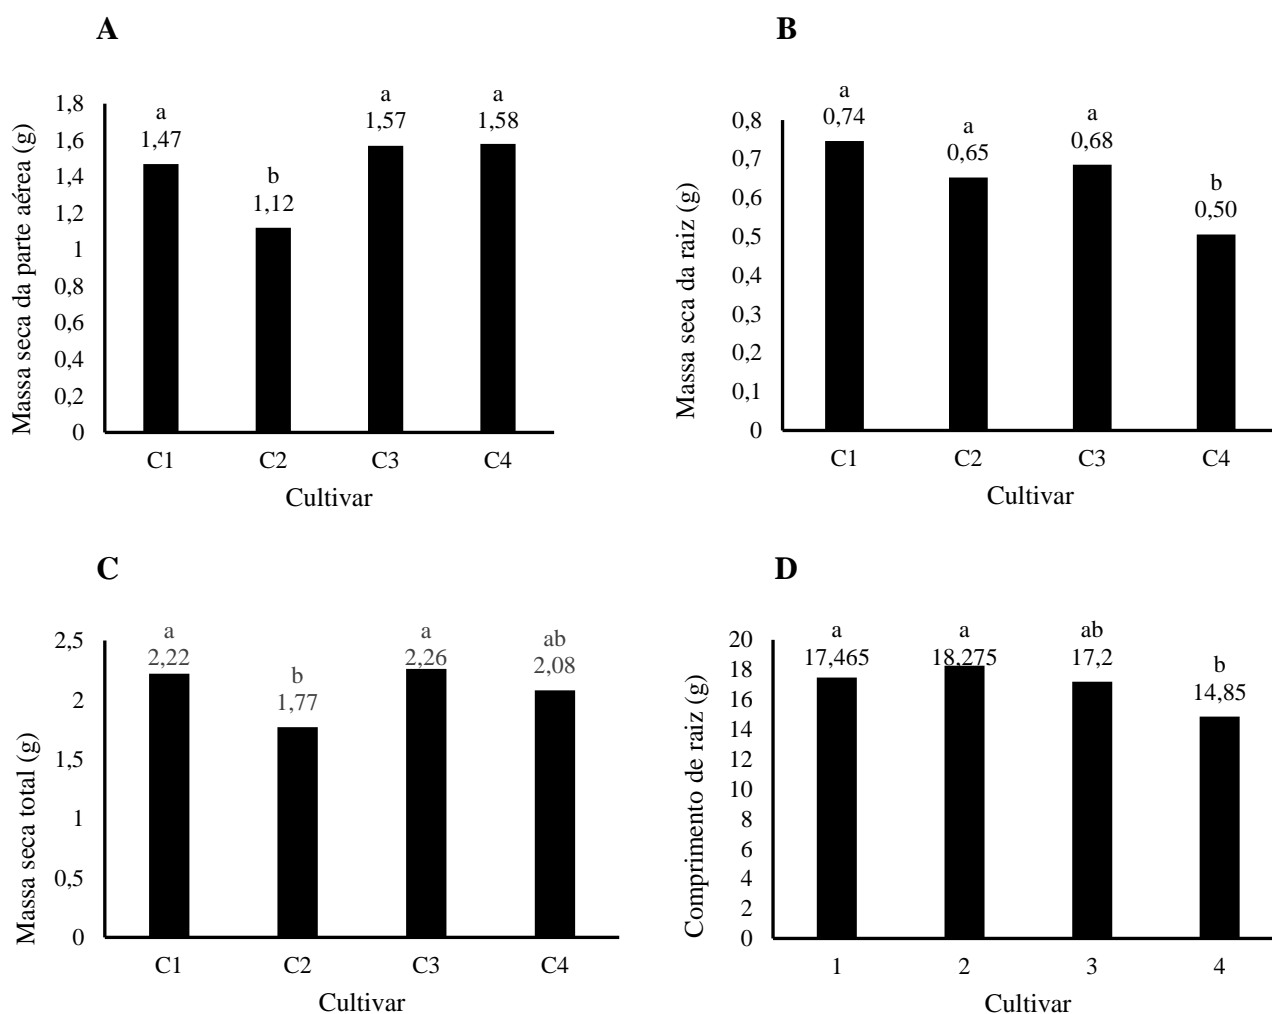 A
Massa seca da parte aérea (g)
1,8
1,6
1,4
1,2
1
0,8
0,6
0,4
0,2
0
a
1,47
b
1,12
a
1,57
a
1,58
C1 C2 C3 C4
Cultivar
B
Massa seca da raiz (g)
0,8
0,7
0,6
0,5
0,4
0,3
0,2
0,1
0
a
0,74
a
0,65
a
0,68
b
0,50
C1 C2 C3 C4
Cultivar
C
Massa seca total (g)
2,5
2
1,5
1
0,5
0
a
2,22
b
1,77
a
2,26
ab
2,08
C1 C2 C3 C4
Cultivar
D
Comprimento de raiz (g)
20
18
16
14
12
10
8
6
4
2
0
a
17,465
a
18,275
ab
17,2
b
14,85
1 2 3 4
Cultivar